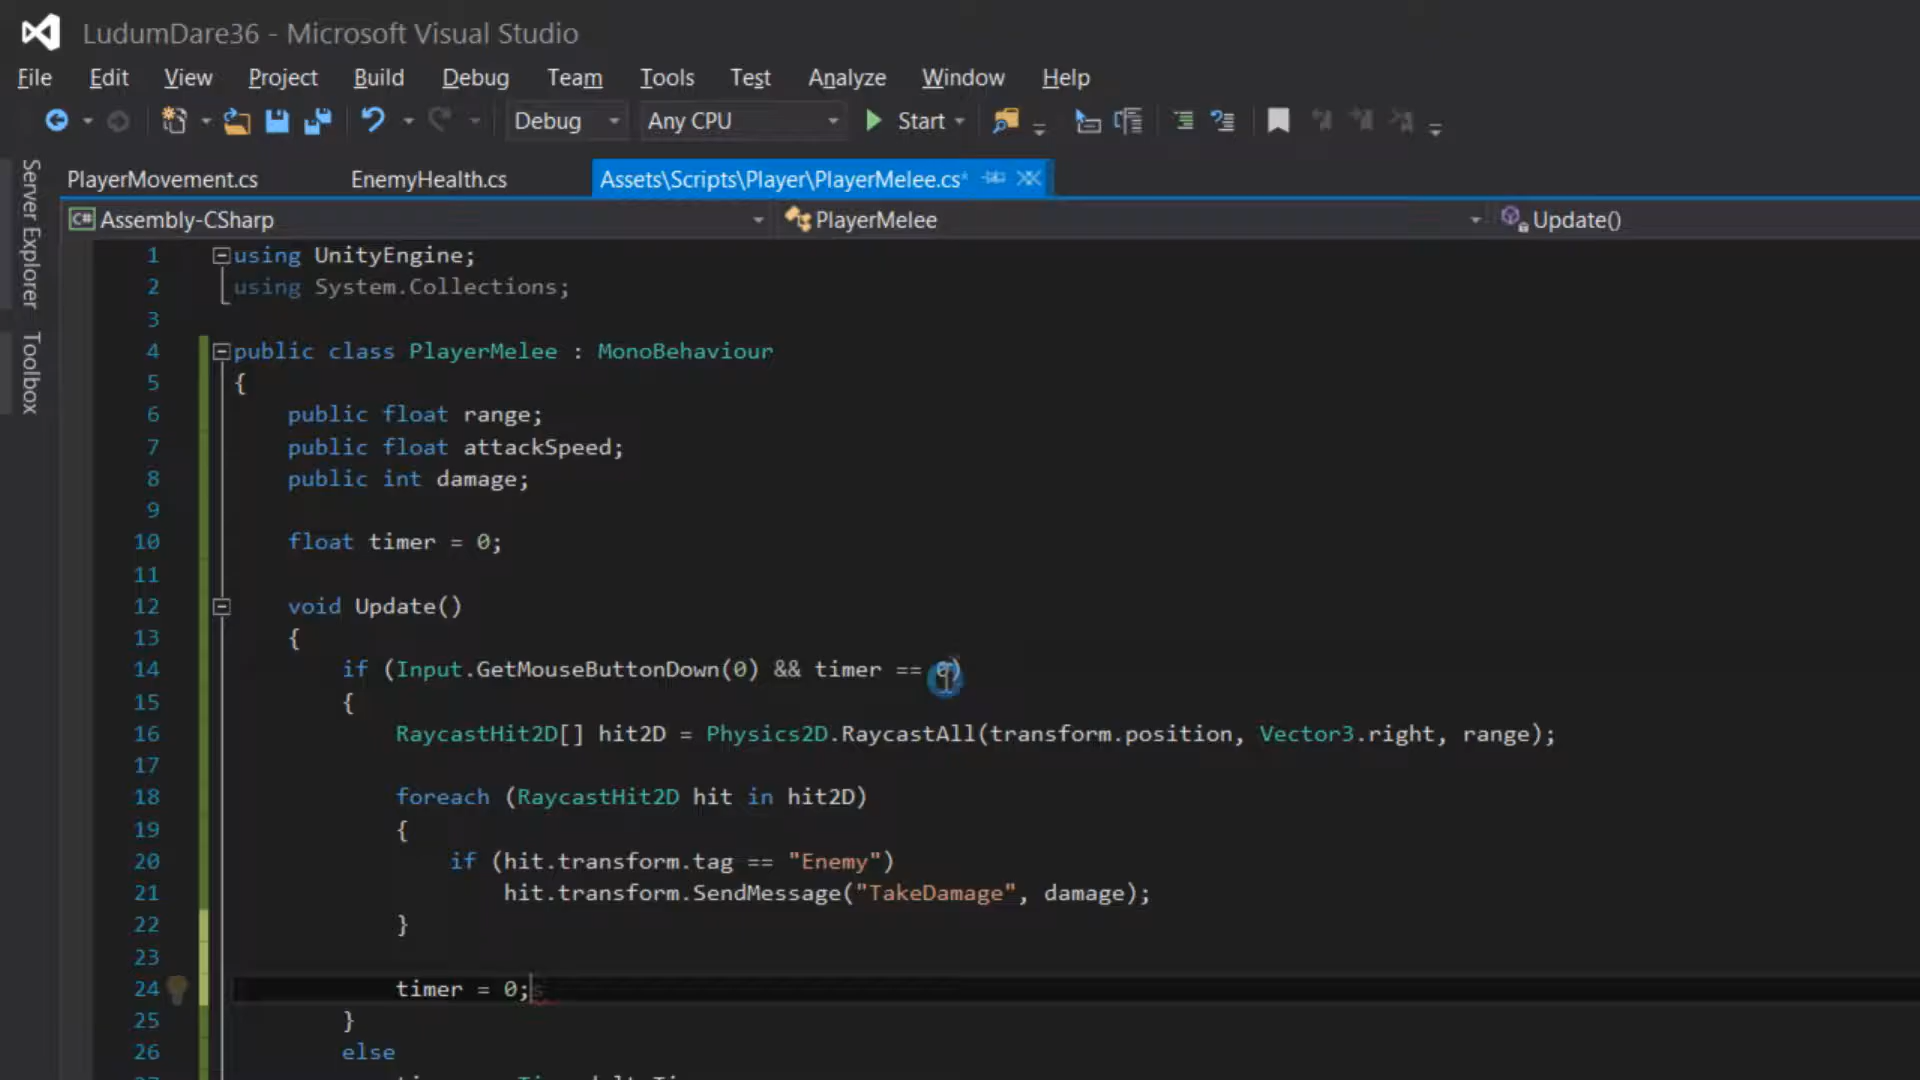 LudumDare36 - Microsoft Visual Studio
File Edit View Project Build Debug Team Tools Test Analyze Window Help
Debug Any CPU Start
Server Explorer
Toolbox
PlayerMovement.cs EnemyHealth.cs Assets\Scripts\Player\PlayerMelee.cs*
C# Assembly-CSharp PlayerMelee Update()
1 using UnityEngine;
2 using System.Collections;
3
4 public class PlayerMelee : MonoBehaviour
5 {
6 public float range;
7 public float attackSpeed;
8 public int damage;
9
10 float timer = 0;
11
12 void Update()
13 {
14 if (Input.GetMouseButtonDown(0) && timer == 0)
15 {
16 RaycastHit2D[] hit2D = Physics2D.RaycastAll(transform.position, Vector3.right, range);
17
18 foreach (RaycastHit2D hit in hit2D)
19 {
20 if (hit.transform.tag == "Enemy")
21 hit.transform.SendMessage("TakeDamage", damage);
22 }
23
24 timer = 0;
25 }
26 else